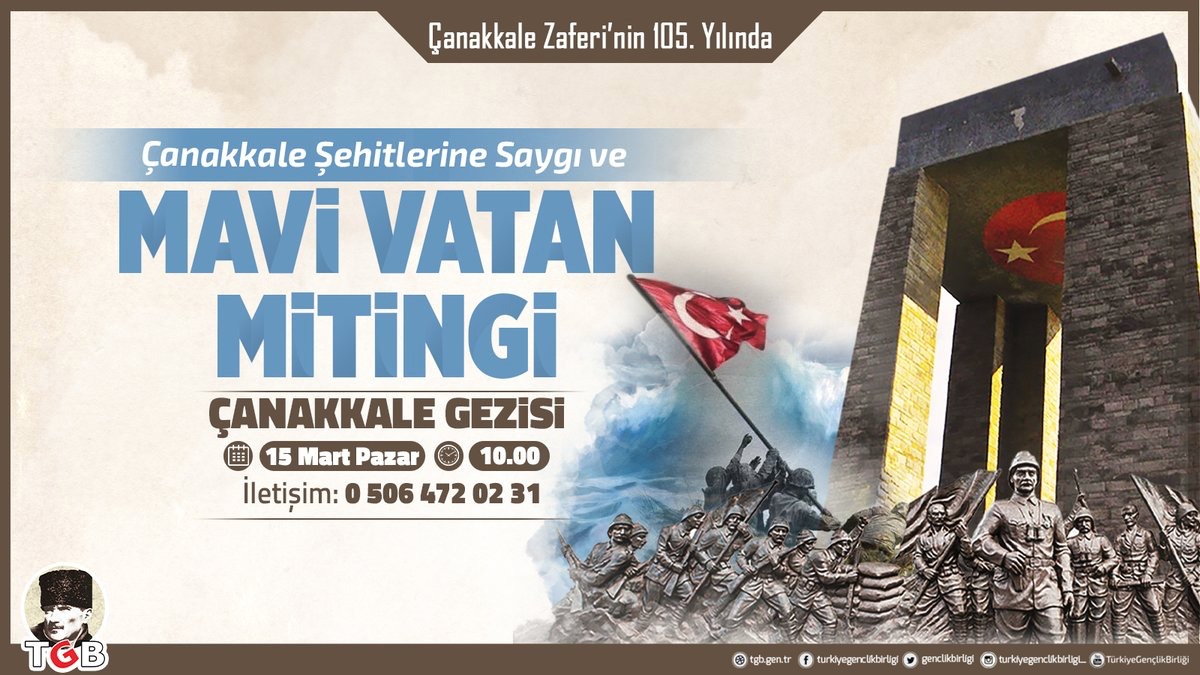 Çanakkale Zaferi'nin 105. Yılında
Çanakkale Şehitlerine Saygı ve
MAVİ VATAN
MİTİNGİ
ÇANAKKALE GEZİSİ
15 Mart Pazar 10.00
İletişim: 0 506 472 02 31
TGB
tgb.gen.tr turkiyegenclikbirligi genclikbirligi turkiyegenclikbirligi_ TürkiyeGençlikBirliği